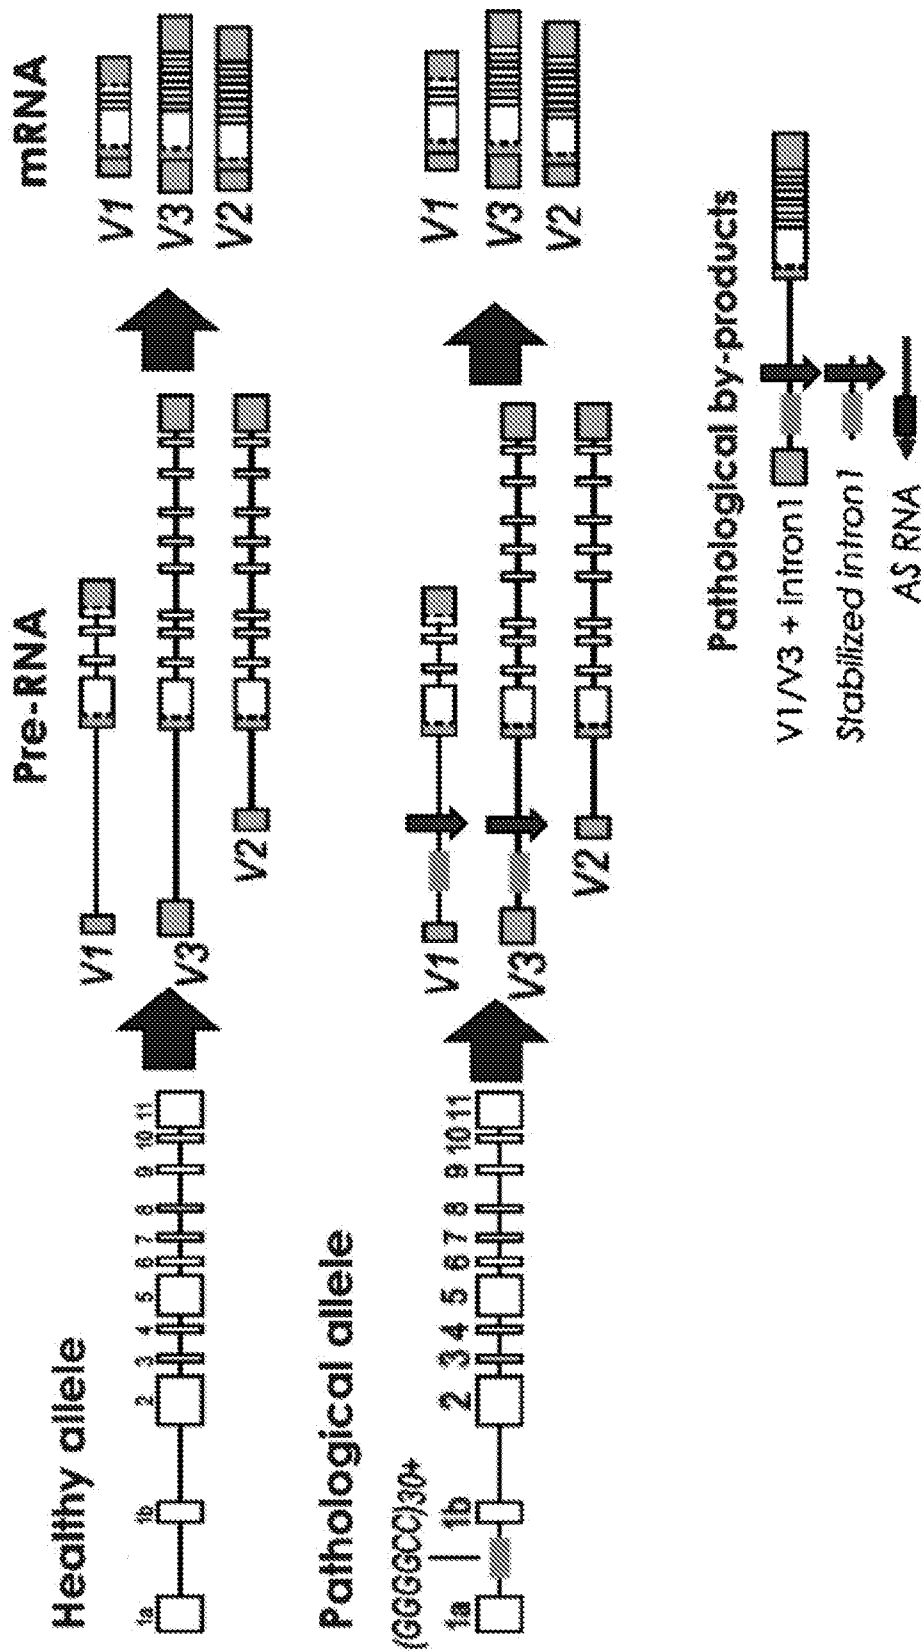 Healthy allele
1a 1b 2 3 4 5 6 7 8 9 10 11
Pre-RNA
V1
V3
V2
mRNA
V1
V3
V2
Pathological allele
(GGGGCC)30+
1a 1b 2 3 4 5 6 7 8 9 10 11
V1
V3
V2
V1
V3
V2
Pathological by-products
V1/V3 + intron1
Stabilized intron1
AS RNA